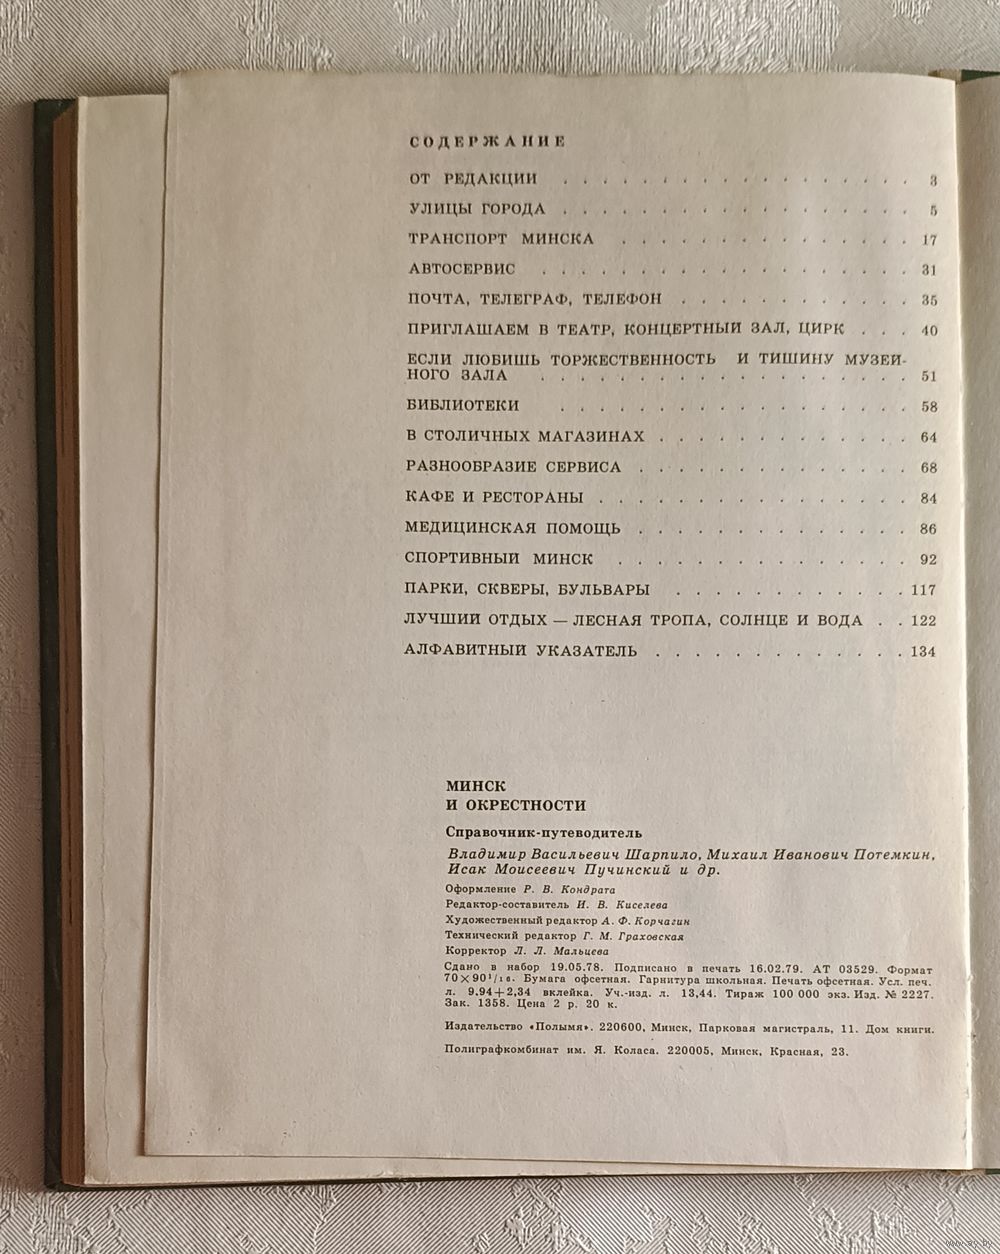 СОДЕРЖАНИЕ
ОТ РЕДАКЦИИ . . . . . . . . . . . . . . . . . . 3
УЛИЦЫ ГОРОДА . . . . . . . . . . . . . . . . . . 5
ТРАНСПОРТ МИНСКА . . . . . . . . . . . . . . . 17
АВТОСЕРВИС . . . . . . . . . . . . . . . . . . . 31
ПОЧТА, ТЕЛЕГРАФ, ТЕЛЕФОН . . . . . . . . . . . . 35
ПРИГЛАШАЕМ В ТЕАТР, КОНЦЕРТНЫЙ ЗАЛ, ЦИРК . . . 40
ЕСЛИ ЛЮБИШЬ ТОРЖЕСТВЕННОСТЬ И ТИШИНУ МУЗЕЙ-
НОГО ЗАЛА . . . . . . . . . . . . . . . . . . . 51
БИБЛИОТЕКИ . . . . . . . . . . . . . . . . . . 58
В СТОЛИЧНЫХ МАГАЗИНАХ . . . . . . . . . . . . . 64
РАЗНООБРАЗИЕ СЕРВИСА . . . . . . . . . . . . . . 68
КАФЕ И РЕСТОРАНЫ . . . . . . . . . . . . . . . . 84
МЕДИЦИНСКАЯ ПОМОЩЬ . . . . . . . . . . . . . . 86
СПОРТИВНЫЙ МИНСК . . . . . . . . . . . . . . . 92
ПАРКИ, СКВЕРЫ, БУЛЬВАРЫ . . . . . . . . . . . . 117
ЛУЧШИЙ ОТДЫХ — ЛЕСНАЯ ТРОПА, СОЛНЦЕ И ВОДА . . 122
АЛФАВИТНЫЙ УКАЗАТЕЛЬ . . . . . . . . . . . . . 134
МИНСК
И ОКРЕСТНОСТИ
Справочник-путеводитель
Владимир Васильевич Шарпило, Михаил Иванович Потемкин,
Исак Моисеевич Пучинский и др.
Оформление Р. В. Кондрата
Редактор-составитель И. В. Киселева
Художественный редактор А. Ф. Корчагин
Технический редактор Г. М. Граховская
Корректор Л. Л. Мальцева
Сдано в набор 19.05.78. Подписано в печать 16.02.79. АТ 03529. Формат
70×90¹/₁₆. Бумага офсетная. Гарнитура школьная. Печать офсетная. Усл. печ.
л. 9.94+2,34 вклейка. Уч.-изд. л. 13,44. Тираж 100 000 экз. Изд. № 2227.
Зак. 1358. Цена 2 р. 20 к.
Издательство «Полымя». 220600, Минск, Парковая магистраль, 11. Дом книги.
Полиграфкомбинат им. Я. Коласа. 220005, Минск, Красная, 23.